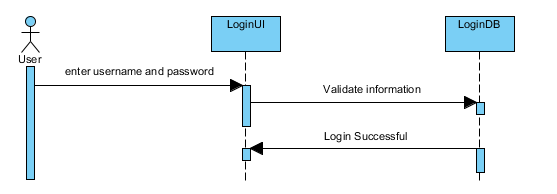 LoginUI
LoginDB
User
enter username and password
Validate information
Login Successful